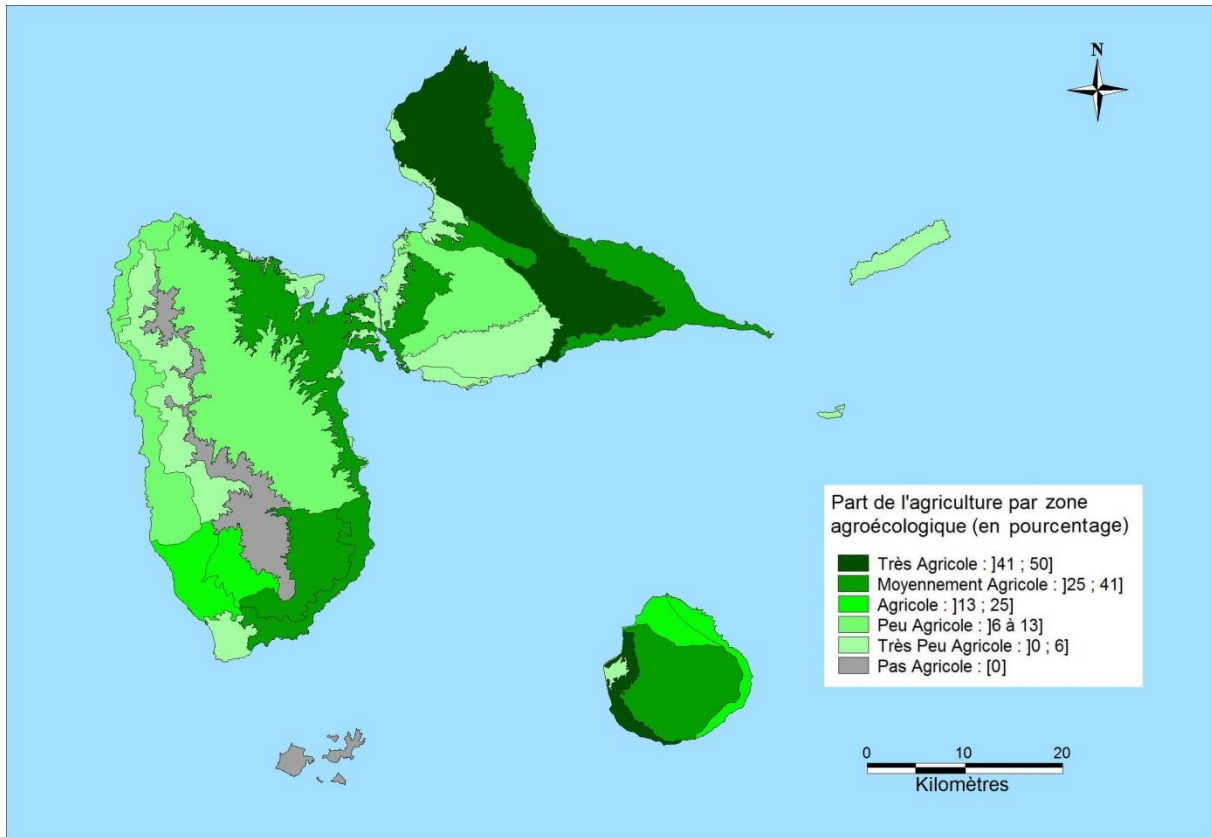 N
Part de l'agriculture par zone
agroécologique (en pourcentage)
Très Agricole : ]41 ; 50]
Moyennement Agricole : ]25 ; 41]
Agricole : ]13 ; 25]
Peu Agricole : ]6 à 13]
Très Peu Agricole : ]0 ; 6]
Pas Agricole : [0]
0 10 20
Kilomètres